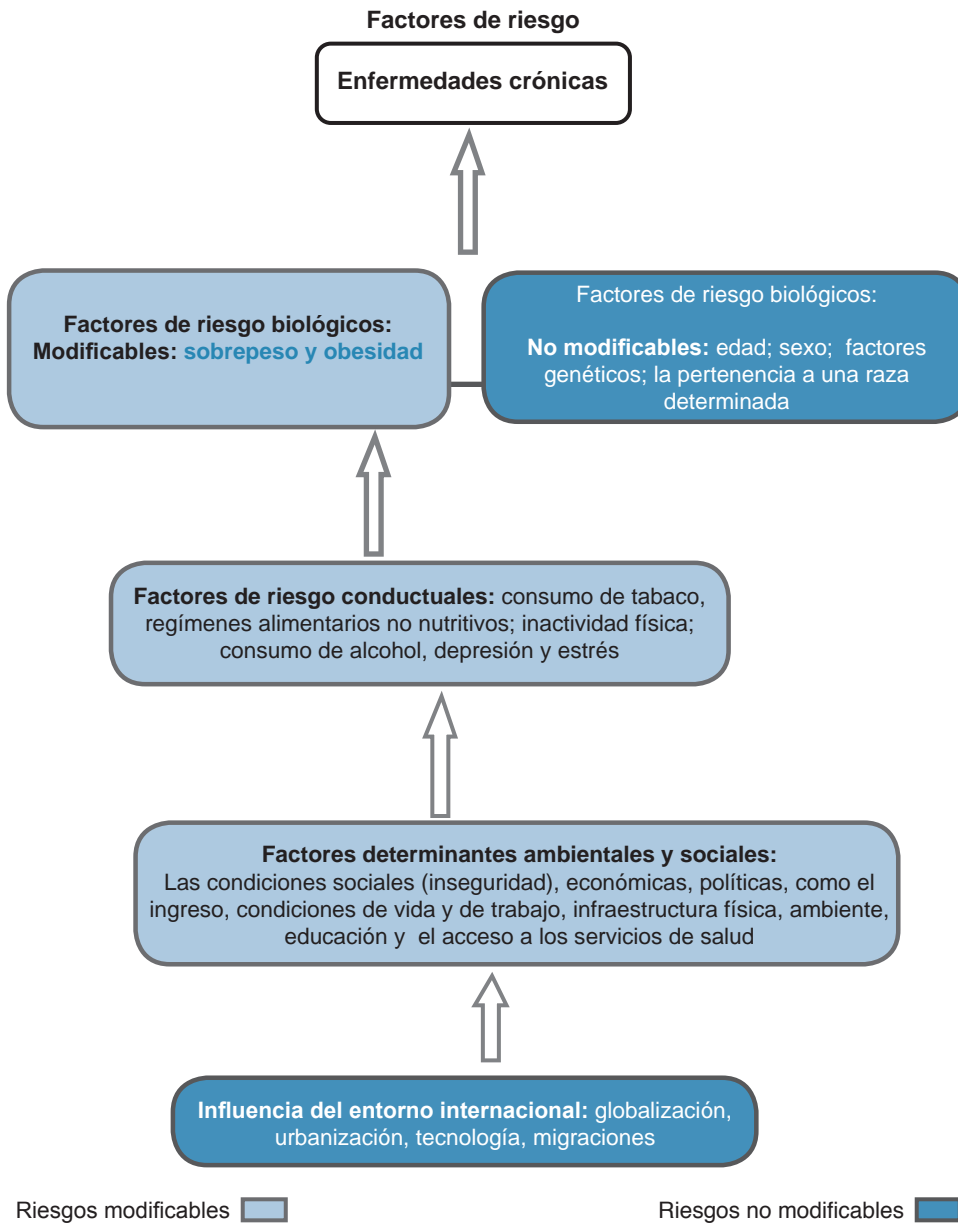 Factores de riesgo
Enfermedades crónicas
Factores de riesgo biológicos:
Modificables: sobrepeso y obesidad
Factores de riesgo biológicos:
No modificables: edad; sexo; factores
genéticos; la pertenencia a una raza
determinada
Factores de riesgo conductuales: consumo de tabaco,
regímenes alimentarios no nutritivos; inactividad física;
consumo de alcohol, depresión y estrés
Factores determinantes ambientales y sociales:
Las condiciones sociales (inseguridad), económicas, políticas, como el
ingreso, condiciones de vida y de trabajo, infraestructura física, ambiente,
educación y el acceso a los servicios de salud
Influencia del entorno internacional: globalización,
urbanización, tecnología, migraciones
Riesgos modificables
Riesgos no modificables